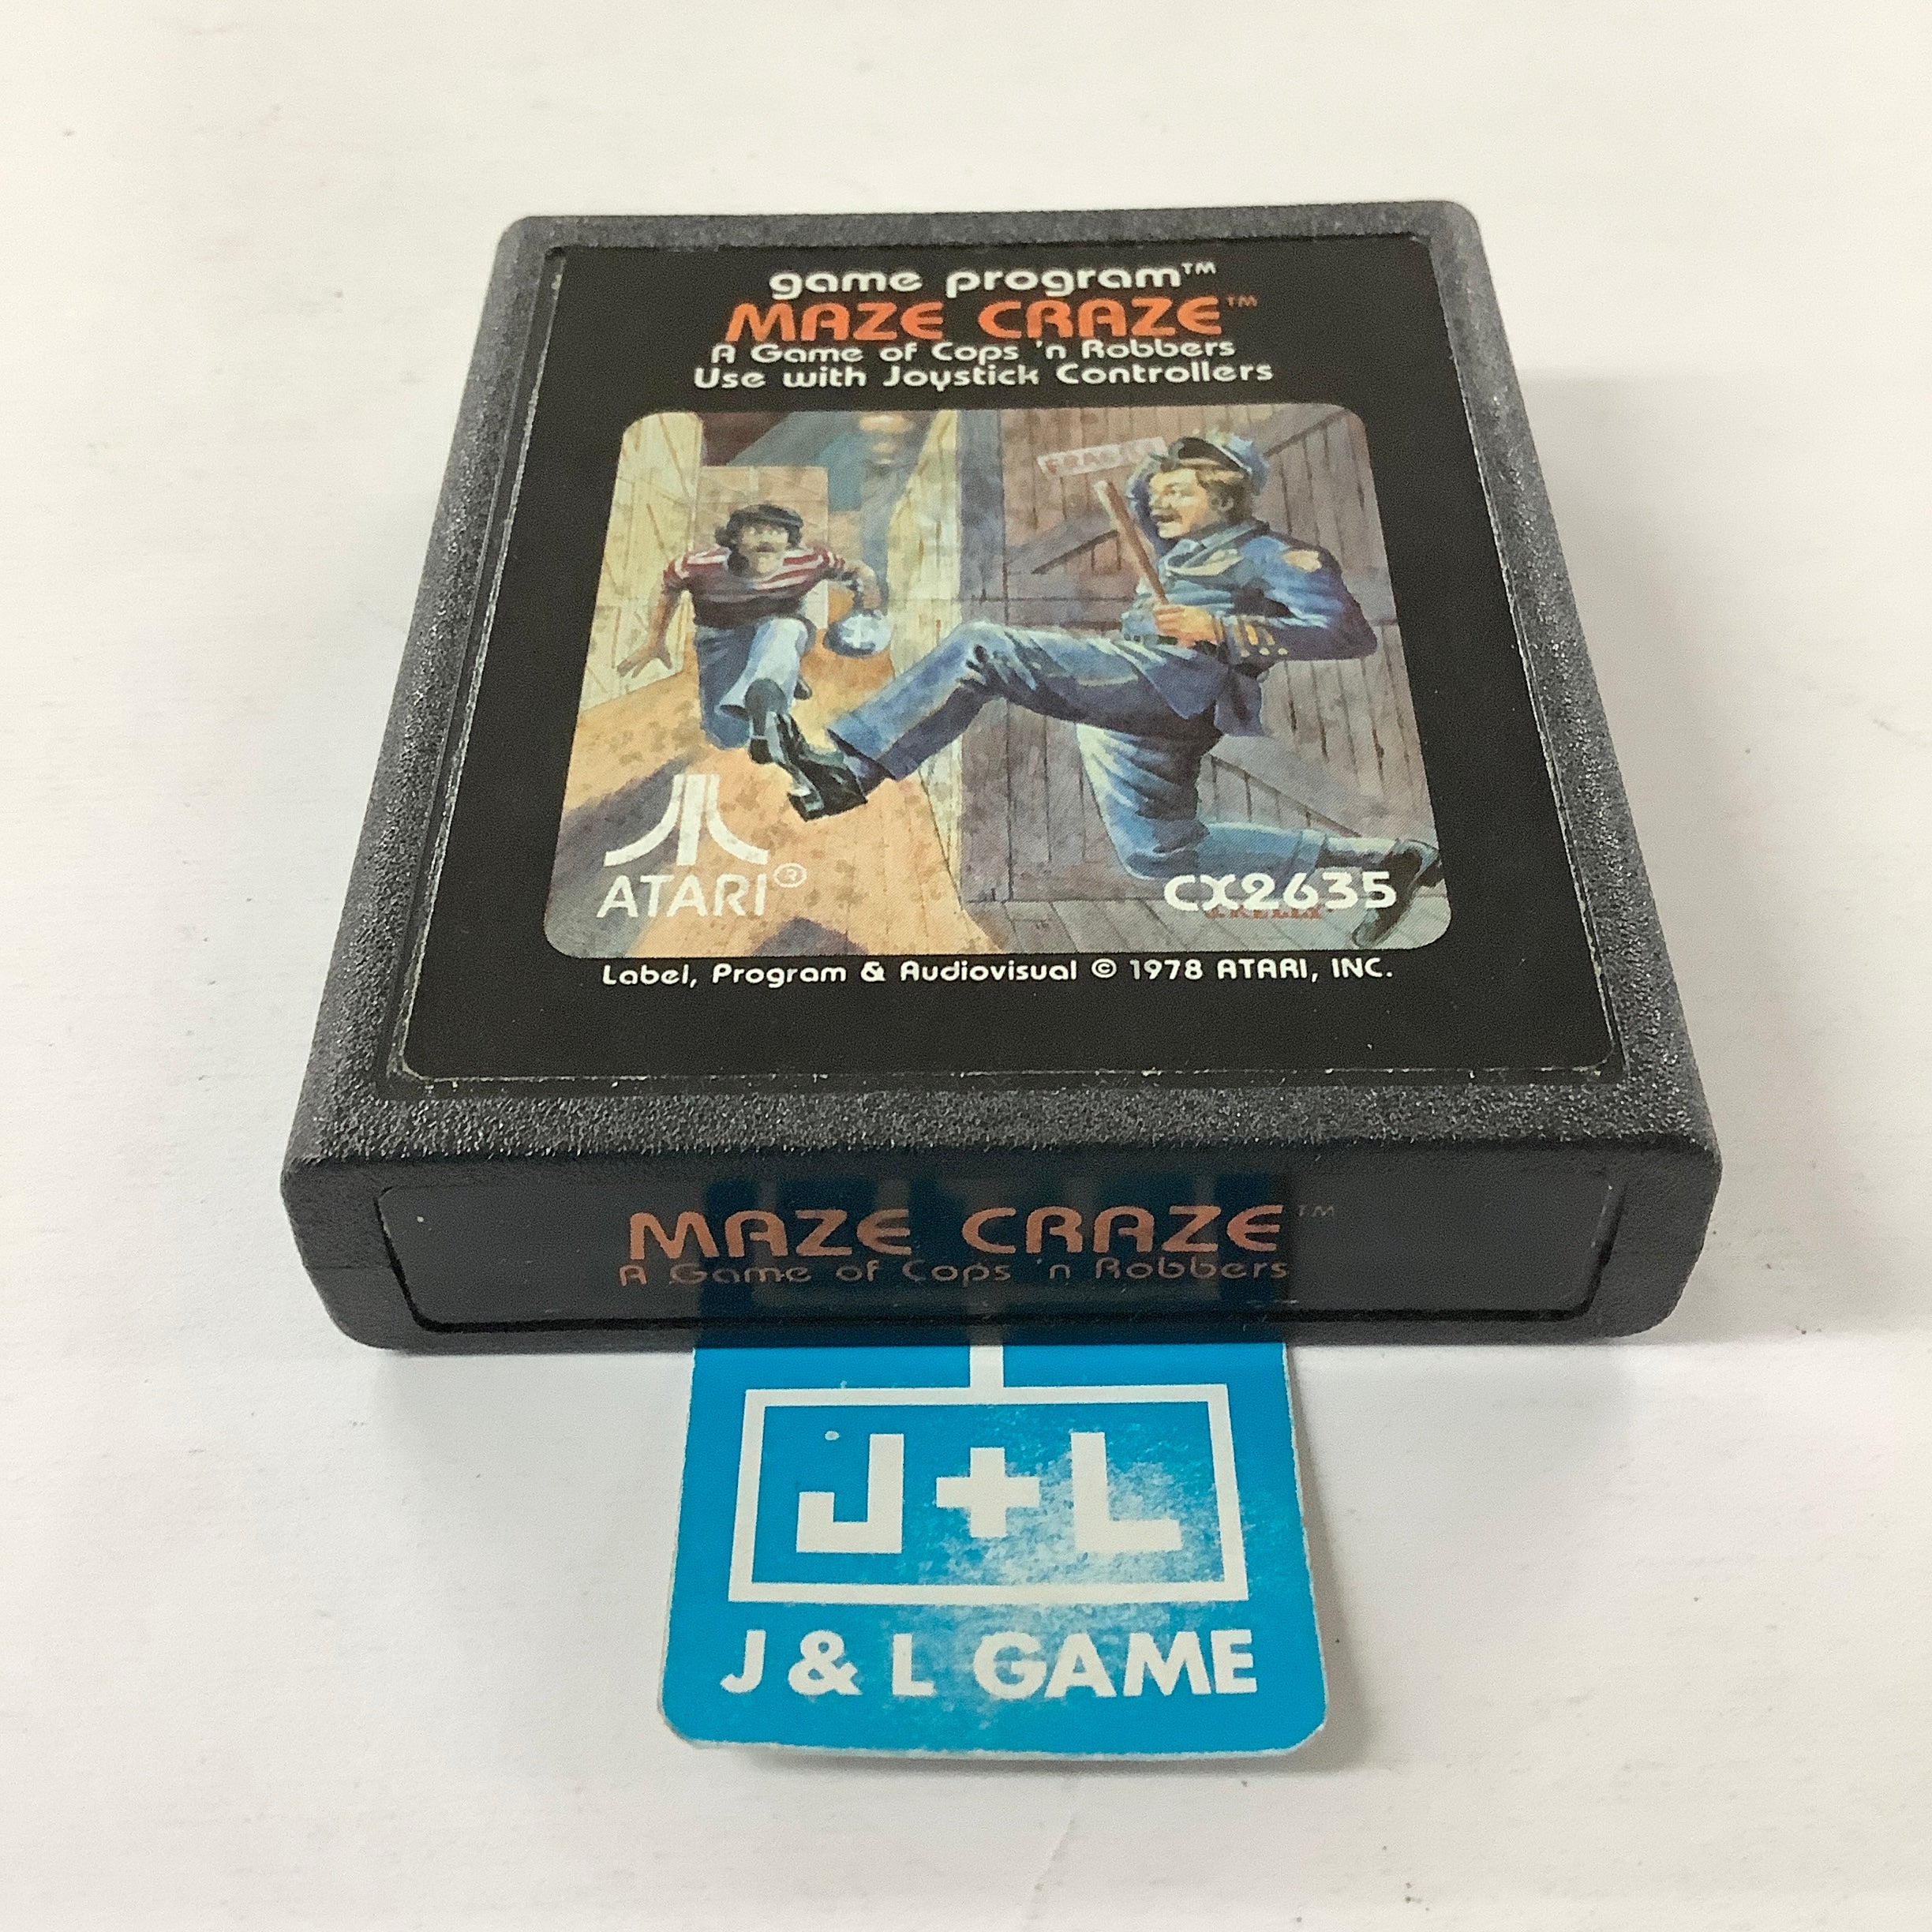 game program™
MAZE CRAZE™
A Game of Cops 'n Robbers
Use with Joystick Controllers
ATARI®
CX2635
Label, Program & Audiovisual © 1978 ATARI, INC.
MAZE CRAZE™
A Game of Cops 'n Robbers
J+L
J & L GAME